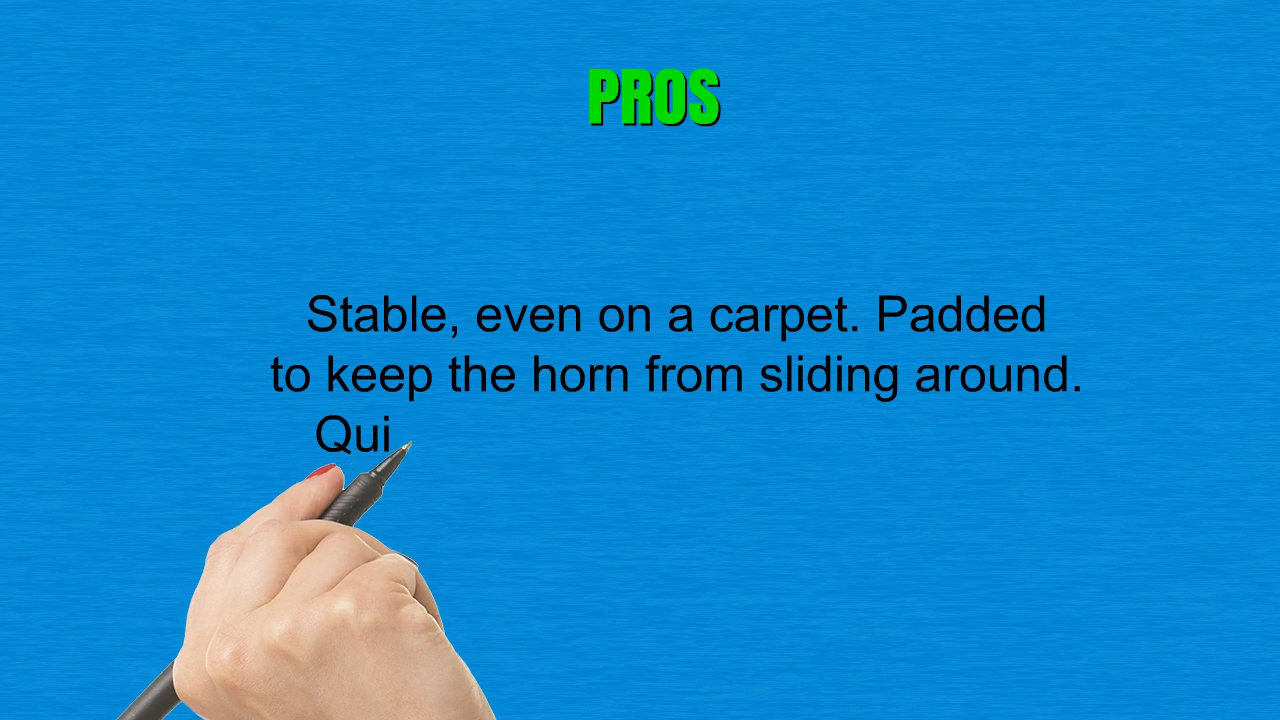 PROS
Stable, even on a carpet. Padded
to keep the horn from sliding around.
Qui